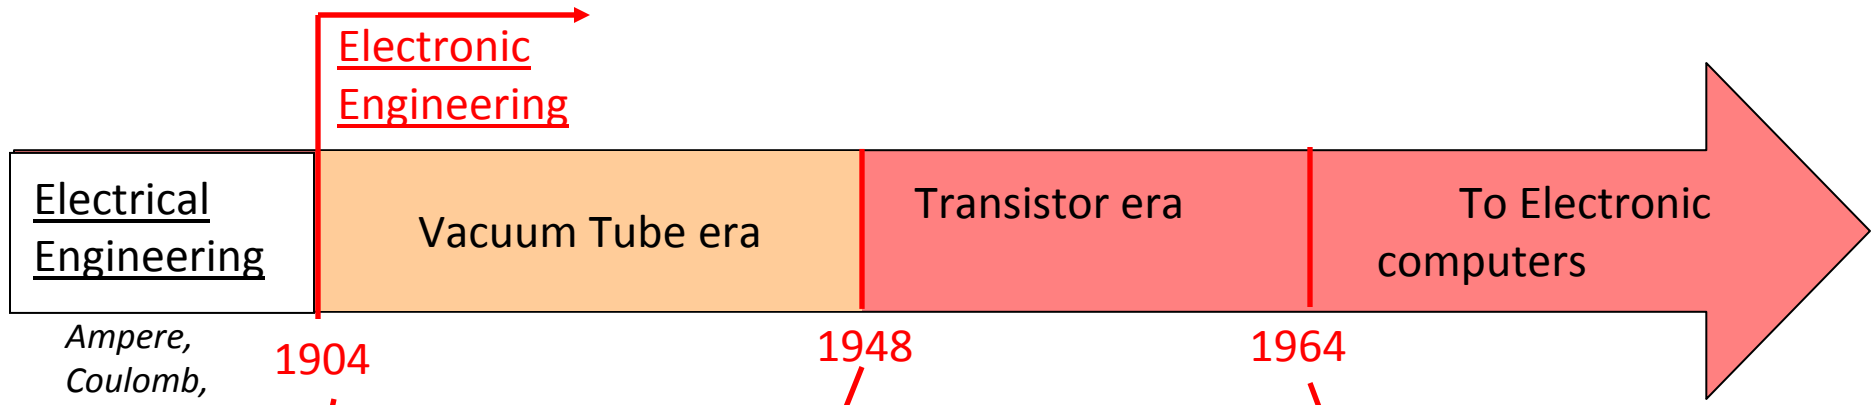 Electronic
Engineering
Electrical
Engineering
Vacuum Tube era
Transistor era
To Electronic
computers
Ampere,
Coulomb,
1904
1948
1964